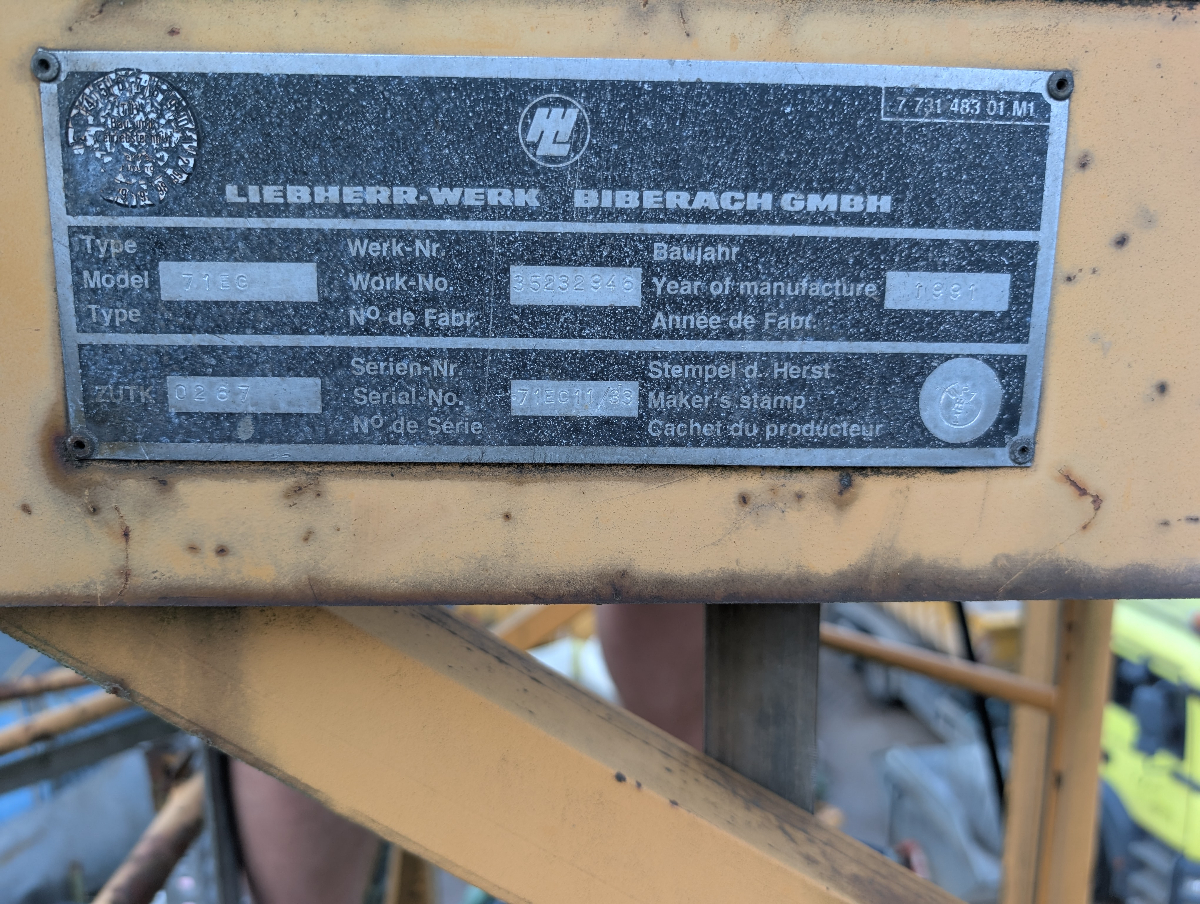 7 731 483 01 M1
LIEBHERR-WERK BIBERACH GMBH
Type
Model 71EC
Type
Werk-Nr
Work-No. 35232946
Nº de Fabr
Baujahr
Year of manufacture 1991
Année de Fabr.
ZUTK 0267
Serien-Nr
Serial-No. 71EC11/33
Nº de Série
Stempel d. Herst.
Maker's stamp
Cachet du producteur